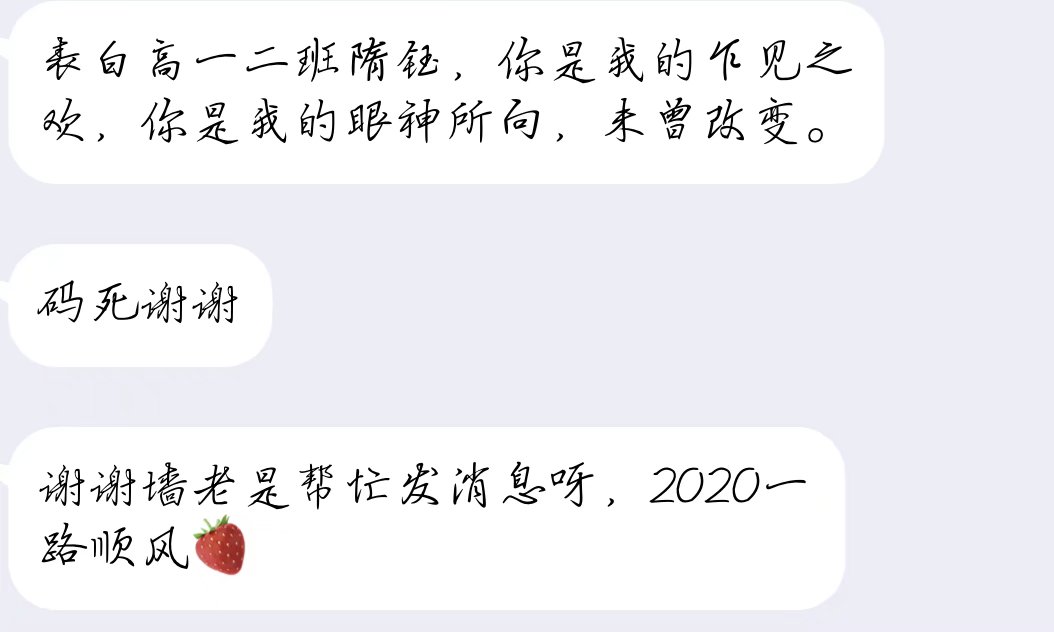 表白高一二班隋钰，你是我的乍见之
欢，你是我的眼神所向，未曾改变。
码死谢谢
谢谢墙老是帮忙发消息呀，2020一
路顺风🍓